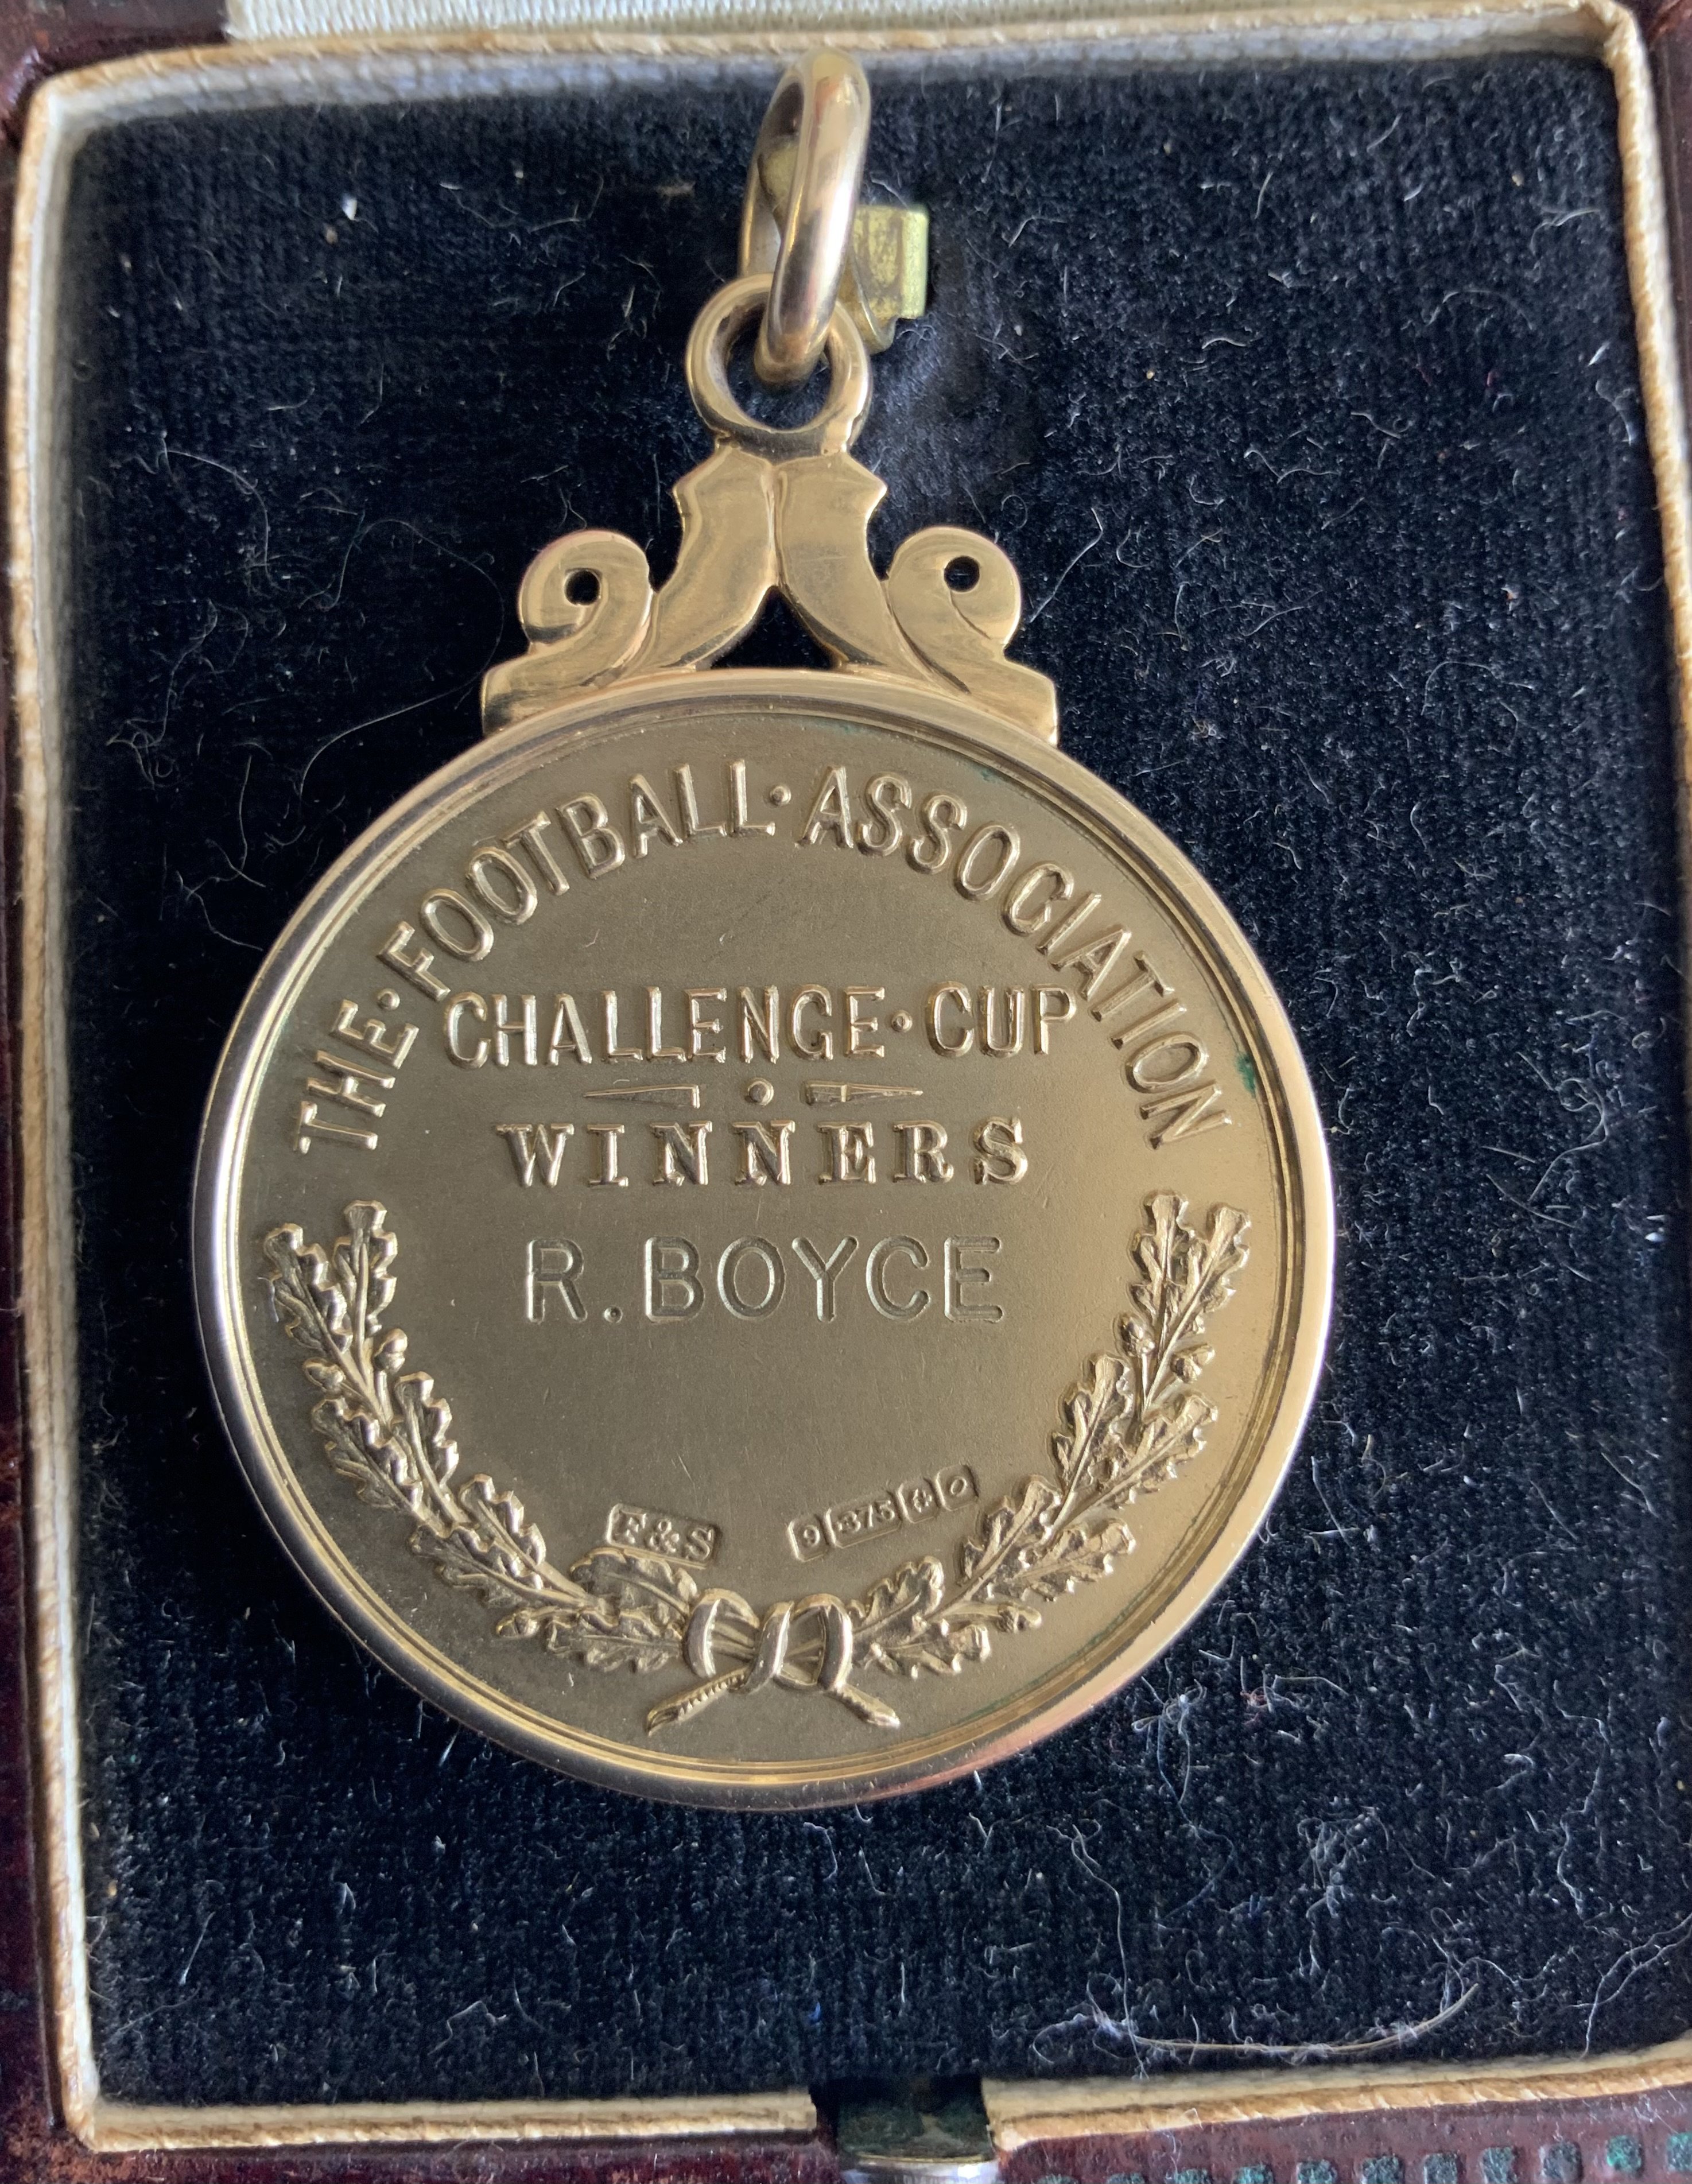 THE·FOOTBALL·ASSOCIATION
CHALLENGE·CUP
WINNERS
R.BOYCE
F&S 9 375